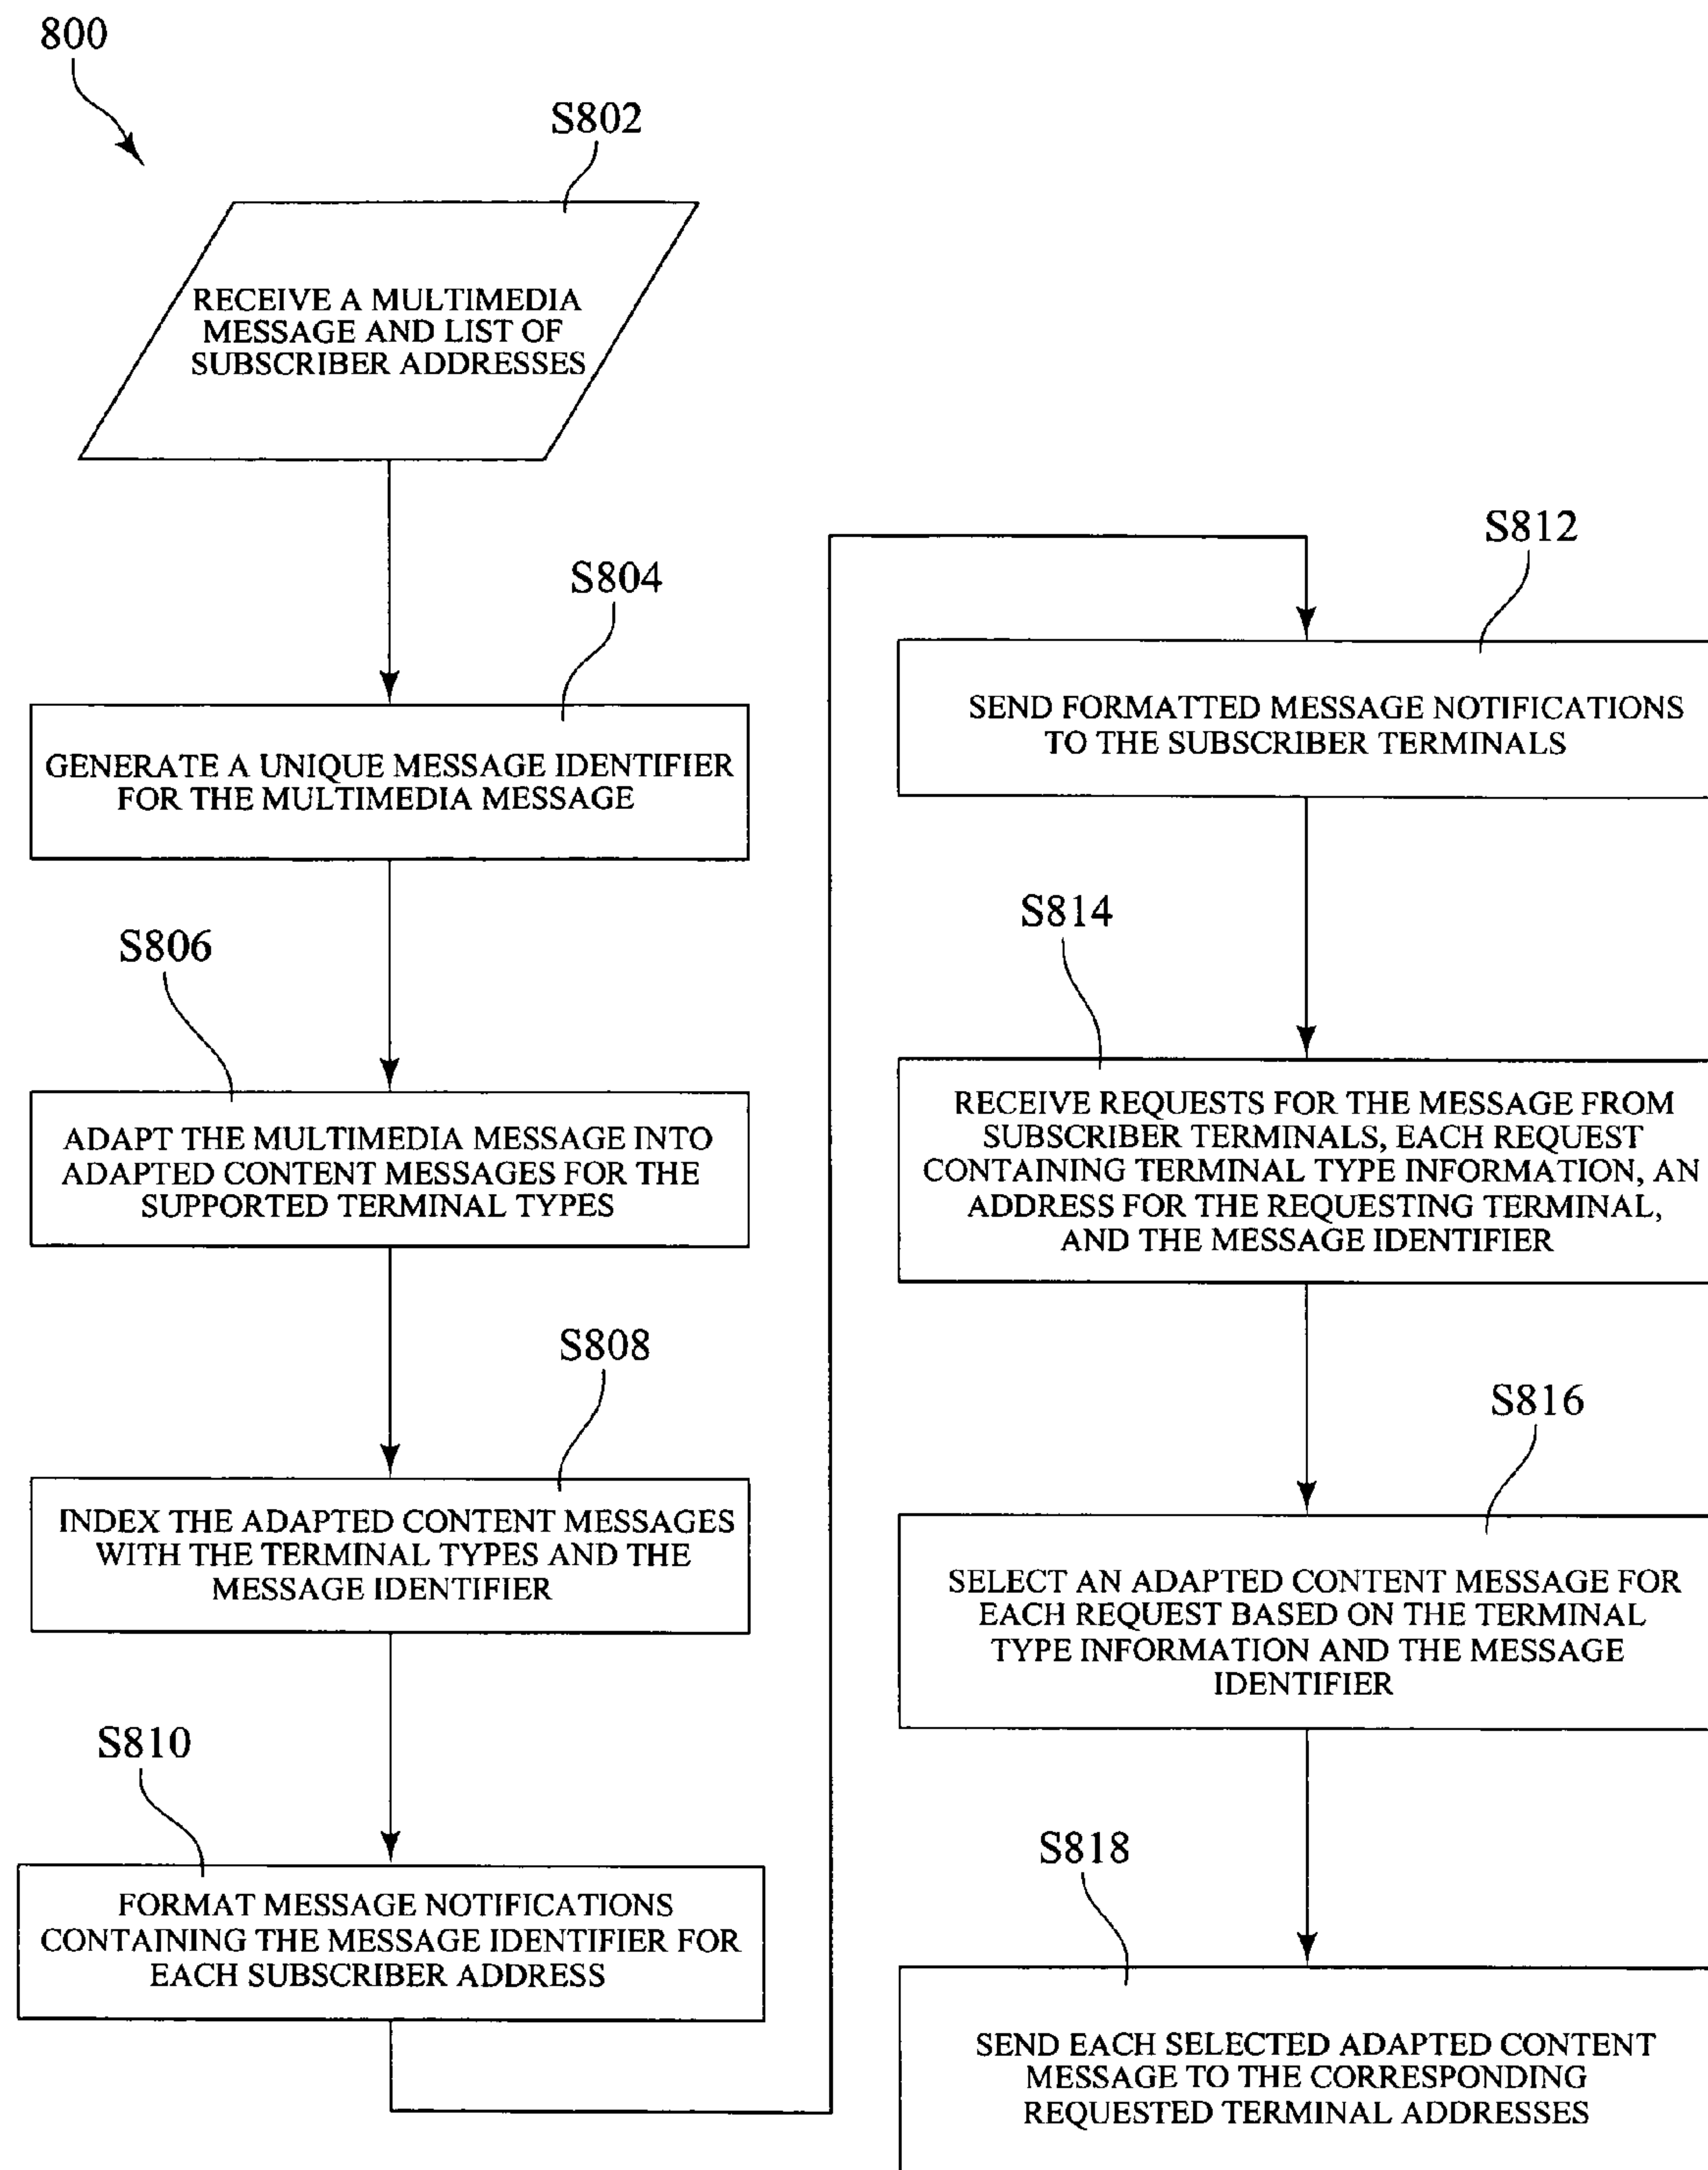 800
S802
RECEIVE A MULTIMEDIA
MESSAGE AND LIST OF
SUBSCRIBER ADDRESSES
S804
GENERATE A UNIQUE MESSAGE IDENTIFIER
FOR THE MULTIMEDIA MESSAGE
S806
ADAPT THE MULTIMEDIA MESSAGE INTO
ADAPTED CONTENT MESSAGES FOR THE
SUPPORTED TERMINAL TYPES
S808
INDEX THE ADAPTED CONTENT MESSAGES
WITH THE TERMINAL TYPES AND THE
MESSAGE IDENTIFIER
S810
FORMAT MESSAGE NOTIFICATIONS
CONTAINING THE MESSAGE IDENTIFIER FOR
EACH SUBSCRIBER ADDRESS
S812
SEND FORMATTED MESSAGE NOTIFICATIONS
TO THE SUBSCRIBER TERMINALS
S814
RECEIVE REQUESTS FOR THE MESSAGE FROM
SUBSCRIBER TERMINALS, EACH REQUEST
CONTAINING TERMINAL TYPE INFORMATION, AN
ADDRESS FOR THE REQUESTING TERMINAL,
AND THE MESSAGE IDENTIFIER
S816
SELECT AN ADAPTED CONTENT MESSAGE FOR
EACH REQUEST BASED ON THE TERMINAL
TYPE INFORMATION AND THE MESSAGE
IDENTIFIER
S818
SEND EACH SELECTED ADAPTED CONTENT
MESSAGE TO THE CORRESPONDING
REQUESTED TERMINAL ADDRESSES